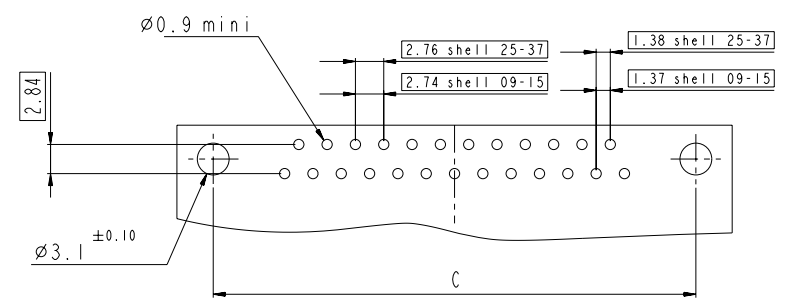 Ø0.9 mini
2.76 shell 25-37
1.38 shell 25-37
2.74 shell 09-15
1.37 shell 09-15
2.84
Ø3.1 ±0.10
C